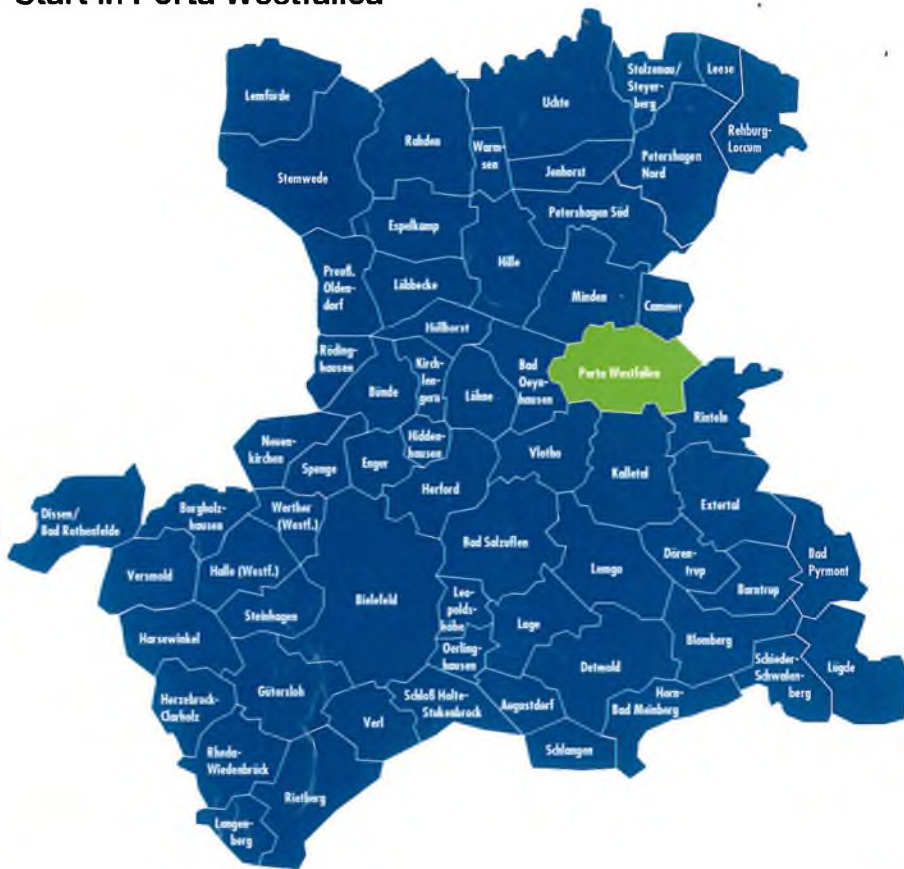 Start in Porta Westfalica
Lemförde
Stemwede
Rahden
Warm-
sen
Uchte
Stolzenau/
Steyer-
berg
Leese
Rehburg-
Loccum
Jenhorst
Petershagen
Nord
Petershagen Süd
Espelkamp
Hille
Preuß.
Olden-
dorf
Lübbecke
Minden
Cammer
Hüllhorst
Röding-
hausen
Bünde
Kirch-
len-
gern
Löhne
Bad
Oeyn-
hausen
Porta Westfalica
Rinteln
Neuen-
kirchen
Spenge
Enger
Hidden-
hausen
Herford
Vlotho
Kalletal
Extertal
Dissen/
Bad Rothenfelde
Borgholz-
hausen
Werther
(Westf.)
Versmold
Halle (Westf.)
Bielefeld
Bad Salzuflen
Lemgo
Dören-
trup
Barntrup
Bad
Pyrmont
Steinhagen
Leo-
polds-
höhe
Lage
Harsewinkel
Oerling-
hausen
Detmold
Blomberg
Schieder-
Schwalen-
berg
Lügde
Herzebrock-
Clarholz
Gütersloh
Verl
Schloß Holte-
Stukenbrock
Augustdorf
Horn-
Bad Meinberg
Schlangen
Rheda-
Wiedenbrück
Rietberg
Langen-
berg